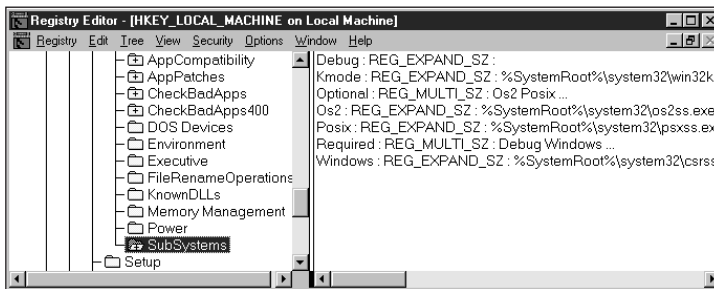 Registry Editor - [HKEY_LOCAL_MACHINE on Local Machine]
Registry Edit Tree View Security Options Window Help
AppCompatibility
AppPatches
CheckBadApps
CheckBadApps400
DOS Devices
Environment
Executive
FileRenameOperations
KnownDLLs
Memory Management
Power
SubSystems
Setup
Debug : REG_EXPAND_SZ :
Kmode : REG_EXPAND_SZ : %SystemRoot%\system32\win32k
Optional : REG_MULTI_SZ : Os2 Posix ...
Os2 : REG_EXPAND_SZ : %SystemRoot%\system32\os2ss.exe
Posix : REG_EXPAND_SZ : %SystemRoot%\system32\psxss.exe
Required : REG_MULTI_SZ : Debug Windows ...
Windows : REG_EXPAND_SZ : %SystemRoot%\system32\csrss